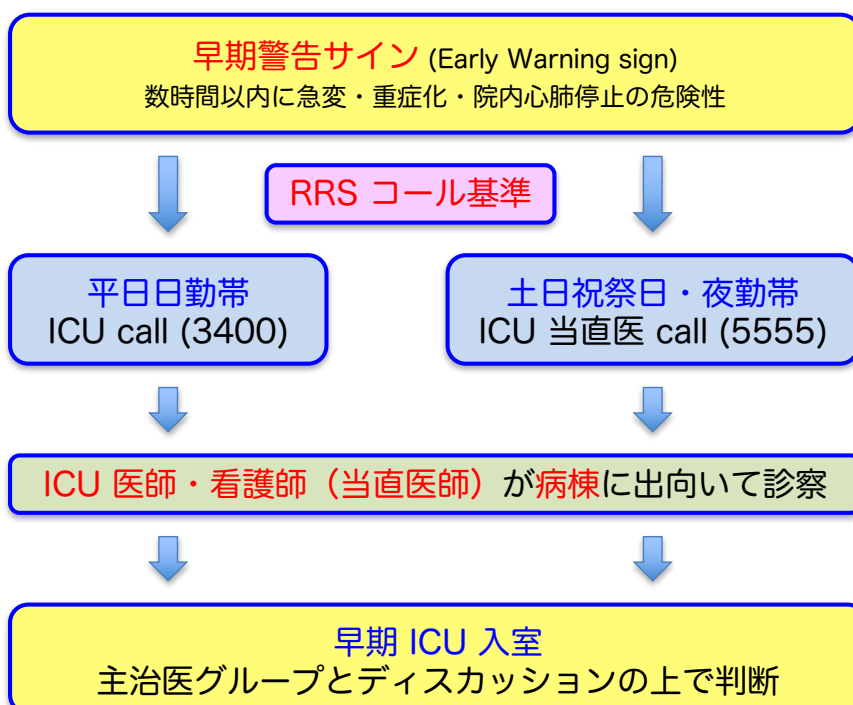 早期警告サイン (Early Warning sign)
数時間以内に急変・重症化・院内心肺停止の危険性
RRS コール基準
平日日勤帯
ICU call (3400)
土日祝祭日・夜勤帯
ICU 当直医 call (5555)
ICU 医師・看護師（当直医師）が病棟に出向いて診察
早期 ICU 入室
主治医グループとディスカッションの上で判断